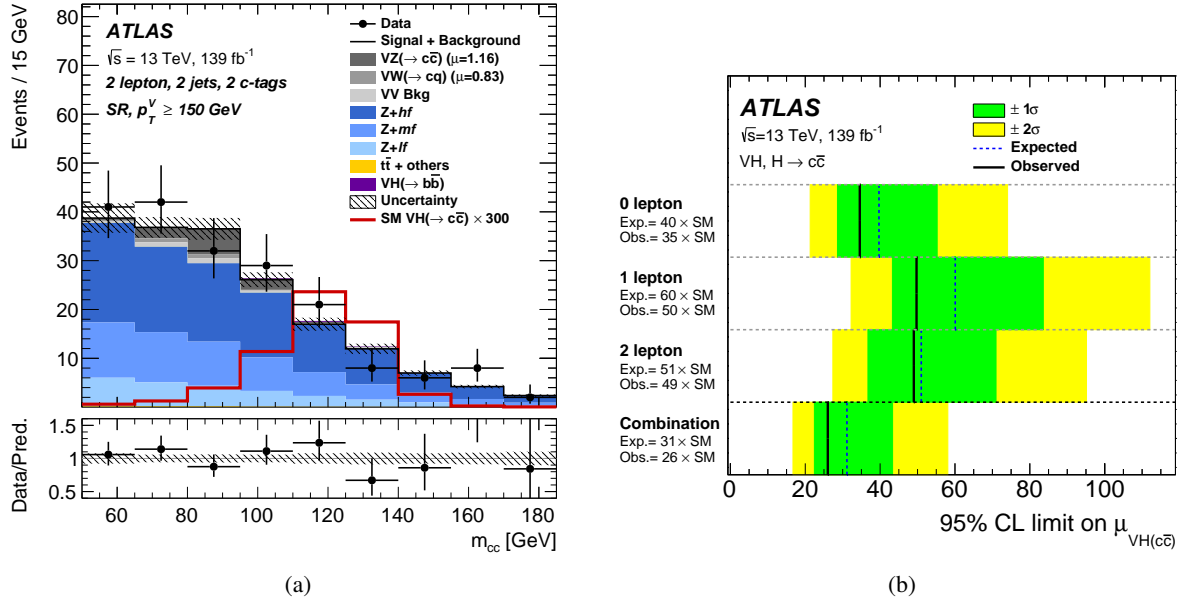 ATLAS
√s = 13 TeV, 139 fb⁻¹
2 lepton, 2 jets, 2 c-tags
SR, p_T^V ≥ 150 GeV
Data
Signal + Background
VZ(→ cc̄) (μ=1.16)
VW(→ cq) (μ=0.83)
VV Bkg
Z+hf
Z+mf
Z+lf
tt̄ + others
VH(→ bb̄)
Uncertainty
SM VH(→ cc̄) × 300
Events / 15 GeV
80
70
60
50
40
30
20
10
0
Data/Pred.
1.5
1
0.5
60 80 100 120 140 160 180
m_cc [GeV]
(a)
ATLAS
√s=13 TeV, 139 fb⁻¹
VH, H → cc̄
± 1σ
± 2σ
Expected
Observed
0 lepton
Exp.= 40 × SM
Obs.= 35 × SM
1 lepton
Exp.= 60 × SM
Obs.= 50 × SM
2 lepton
Exp.= 51 × SM
Obs.= 49 × SM
Combination
Exp.= 31 × SM
Obs.= 26 × SM
0 20 40 60 80 100
95% CL limit on μ_VH(cc̄)
(b)